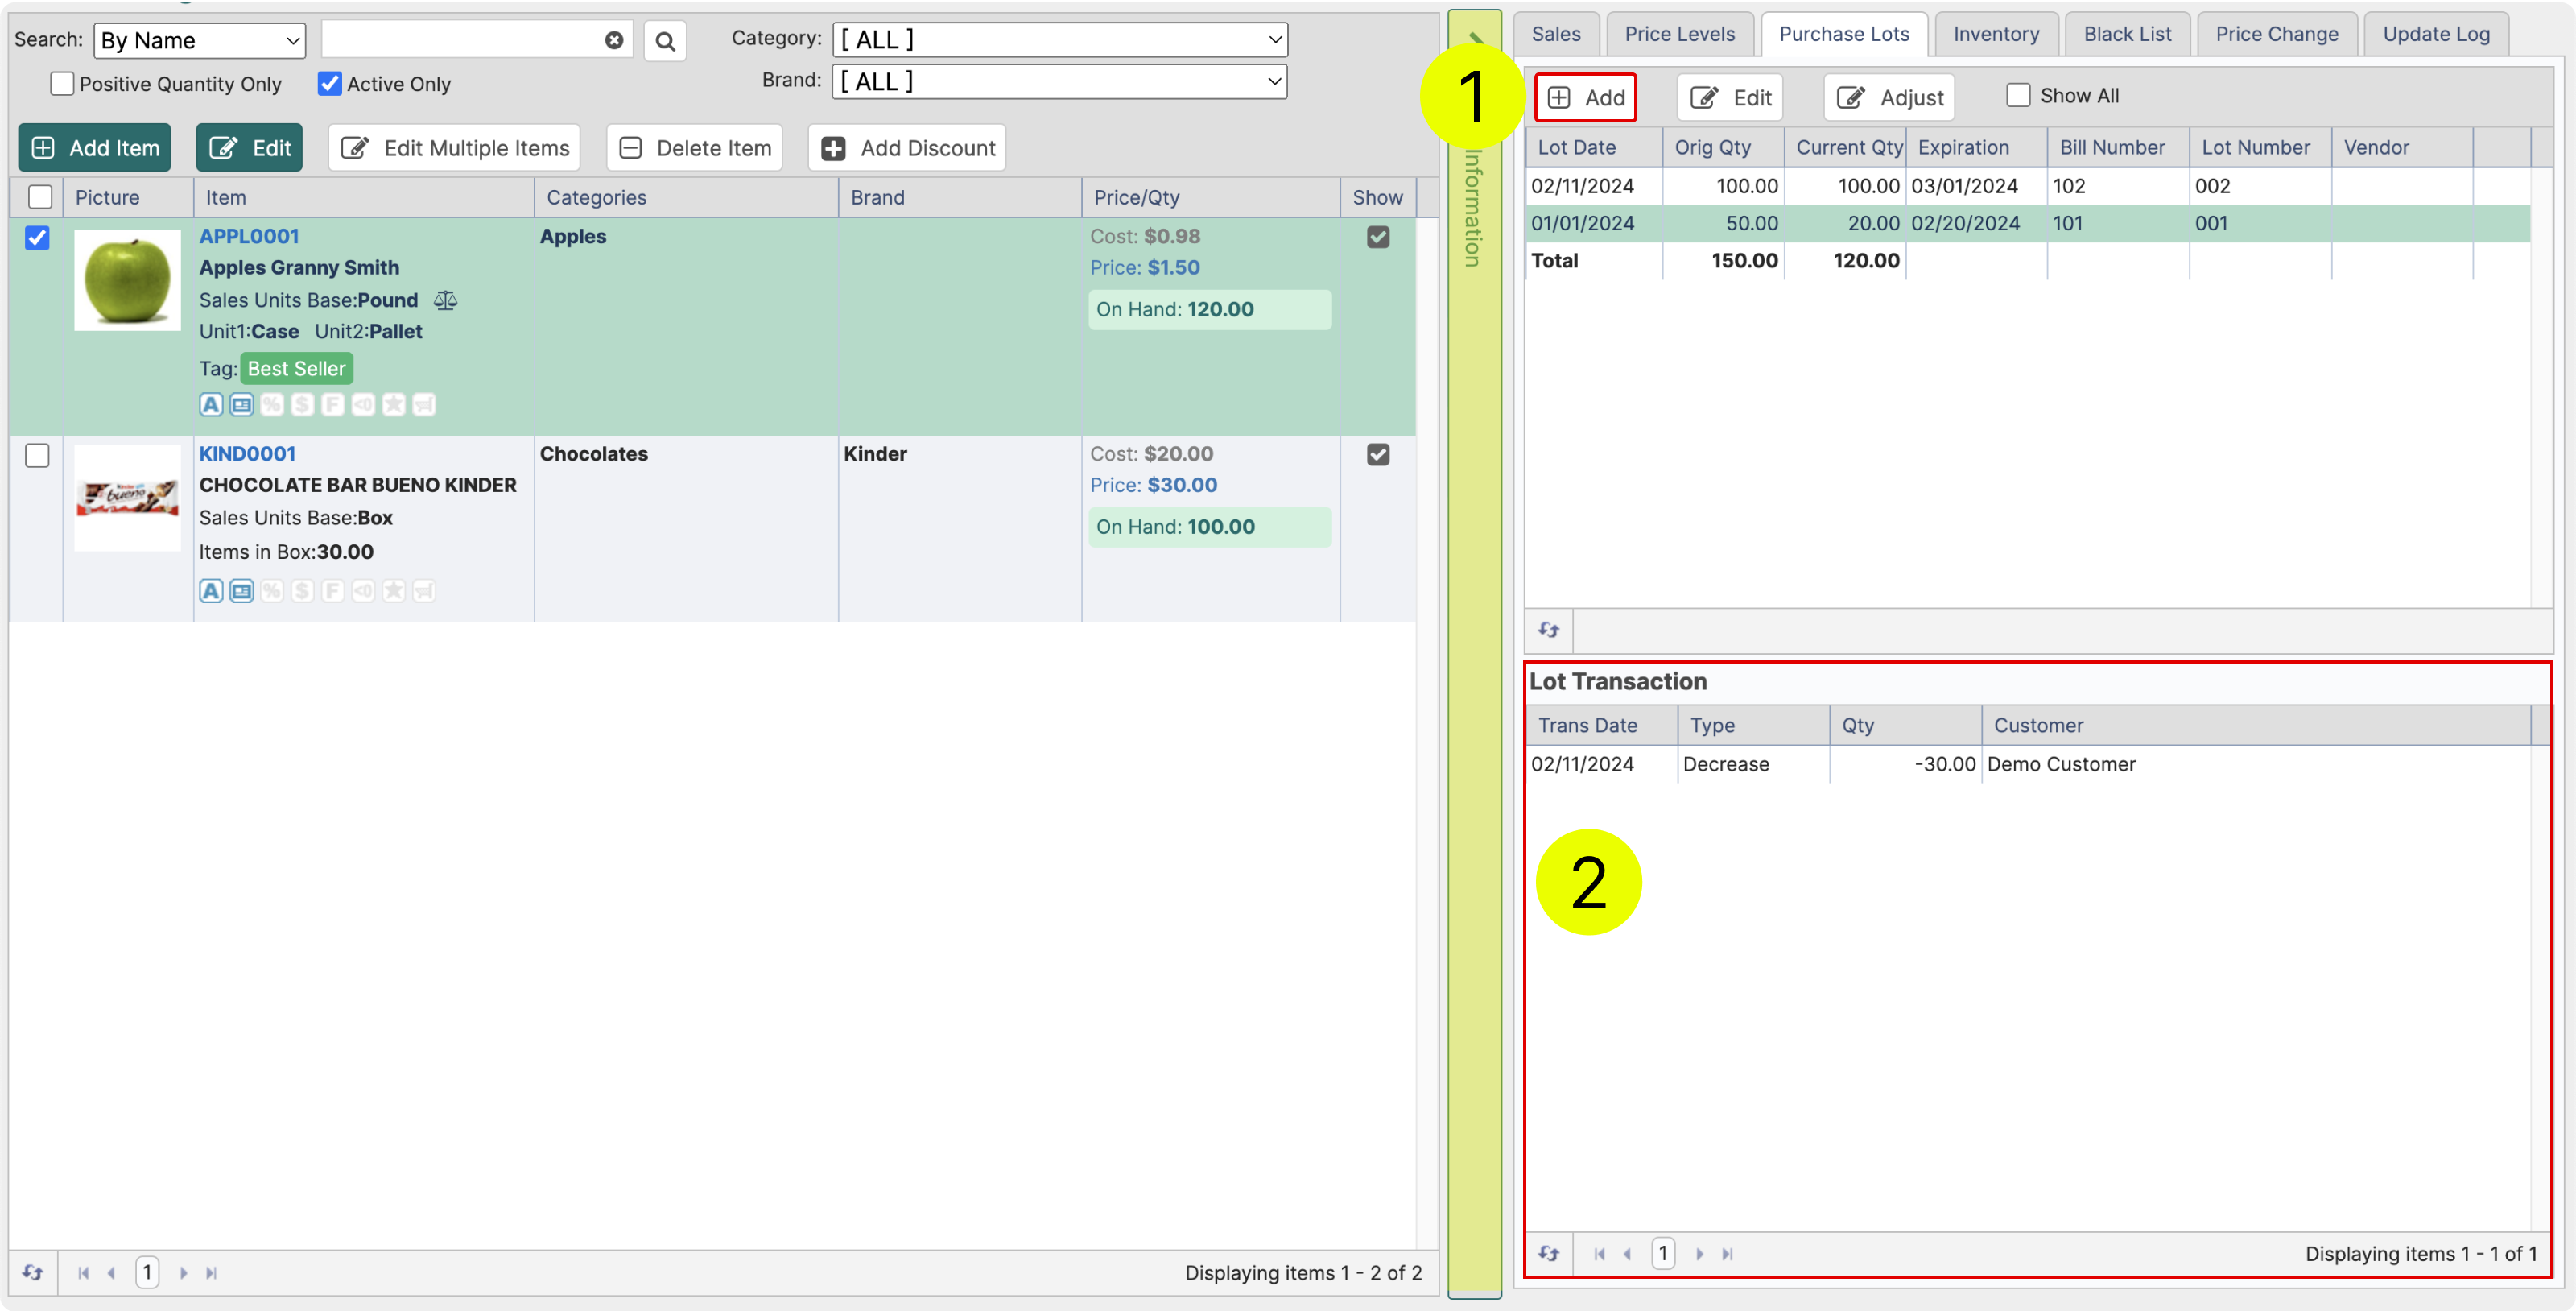 Search: By Name
Category: [ ALL ]
Positive Quantity Only Active Only
Brand: [ ALL ]
Add Item Edit Edit Multiple Items Delete Item Add Discount
Picture Item Categories Brand Price/Qty Show
APPL0001 Apples Cost: $0.98
Apples Granny Smith Price: $1.50
Sales Units Base:Pound On Hand: 120.00
Unit1:Case Unit2:Pallet
Tag: Best Seller
A % $ F
KIND0001 Chocolates Kinder Cost: $20.00
CHOCOLATE BAR BUENO KINDER Price: $30.00
Sales Units Base:Box On Hand: 100.00
Items in Box:30.00
bueno
A % $ F
1 Displaying items 1 - 2 of 2
1
Information
Sales Price Levels Purchase Lots Inventory Black List Price Change Update Log
Add Edit Adjust Show All
Lot Date Orig Qty Current Qty Expiration Bill Number Lot Number Vendor
02/11/2024 100.00 100.00 03/01/2024 102 002
01/01/2024 50.00 20.00 02/20/2024 101 001
Total 150.00 120.00
Lot Transaction
Trans Date Type Qty Customer
02/11/2024 Decrease -30.00 Demo Customer
2
1 Displaying items 1 - 1 of 1